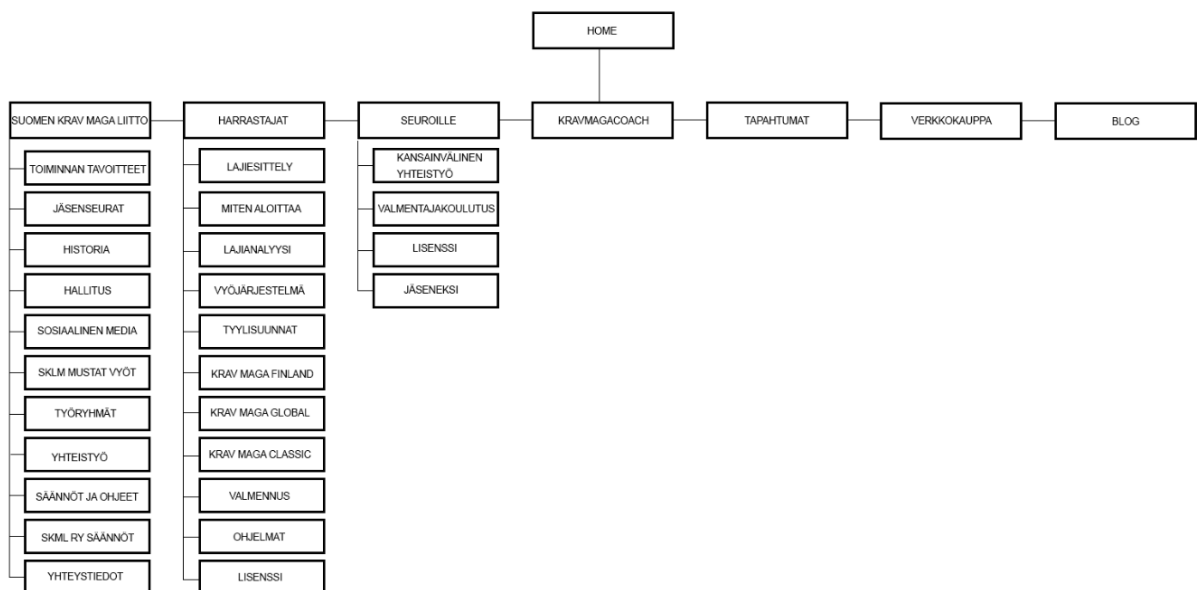 HOME
SUOMEN KRAV MAGA LIITTO
HARRASTAJAT
SEUROILLE
KRAVMAGACOACH
TAPAHTUMAT
VERKKOKAUPPA
BLOG
TOIMINNAN TAVOITTEET
JÄSENSEURAT
HISTORIA
HALLITUS
SOSIAALINEN MEDIA
SKLM MUSTAT VYÖT
TYÖRYHMÄT
YHTEISTYÖ
SÄÄNNÖT JA OHJEET
SKML RY SÄÄNNÖT
YHTEYSTIEDOT
LAJIESITTELY
MITEN ALOITTAA
LAJIANALYYSI
VYÖJÄRJESTELMÄ
TYYLISUUNNAT
KRAV MAGA FINLAND
KRAV MAGA GLOBAL
KRAV MAGA CLASSIC
VALMENNUS
OHJELMAT
LISENSSI
KANSAINVÄLINEN
YHTEISTYÖ
VALMENTAJAKOULUTUS
LISENSSI
JÄSENEKSI